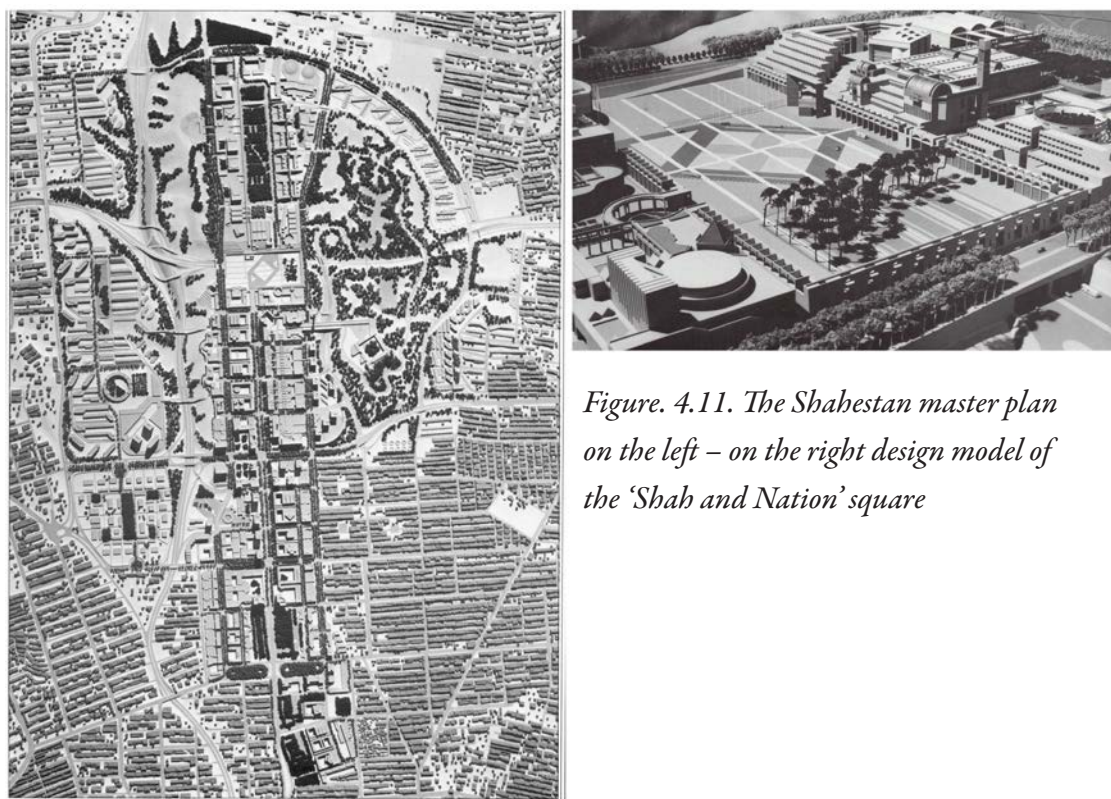 Figure. 4.11. The Shahestan master plan
on the left – on the right design model of
the ‘Shah and Nation’ square